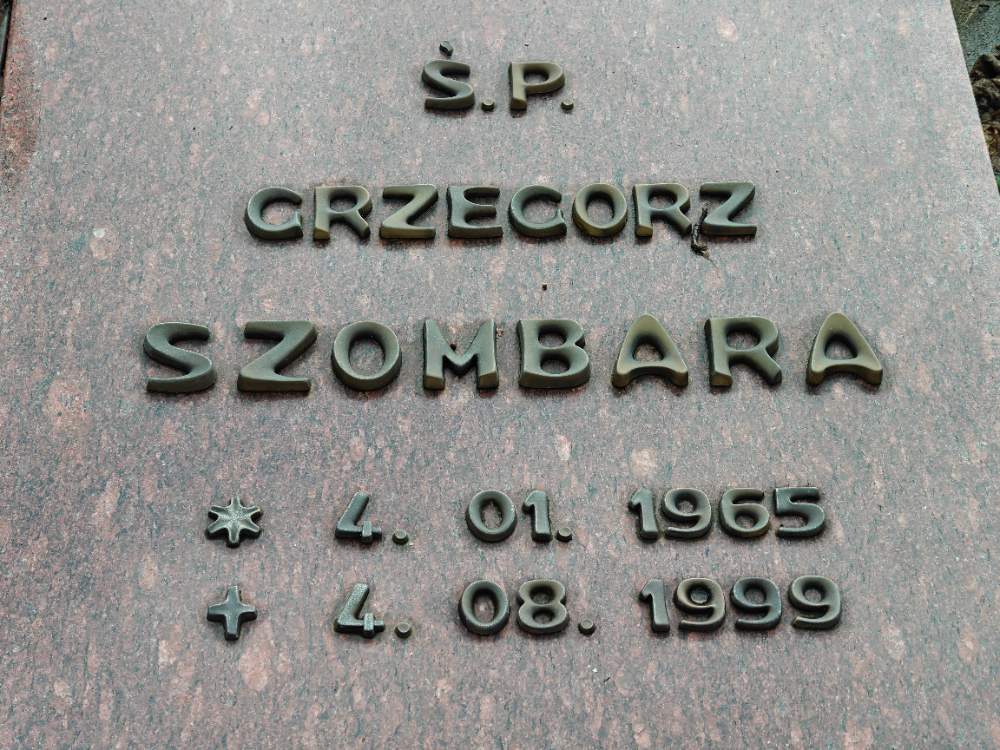 Ś.P.
GRZEGORZ
SZOMBARA
* 4. 01. 1965
+ 4. 08. 1999